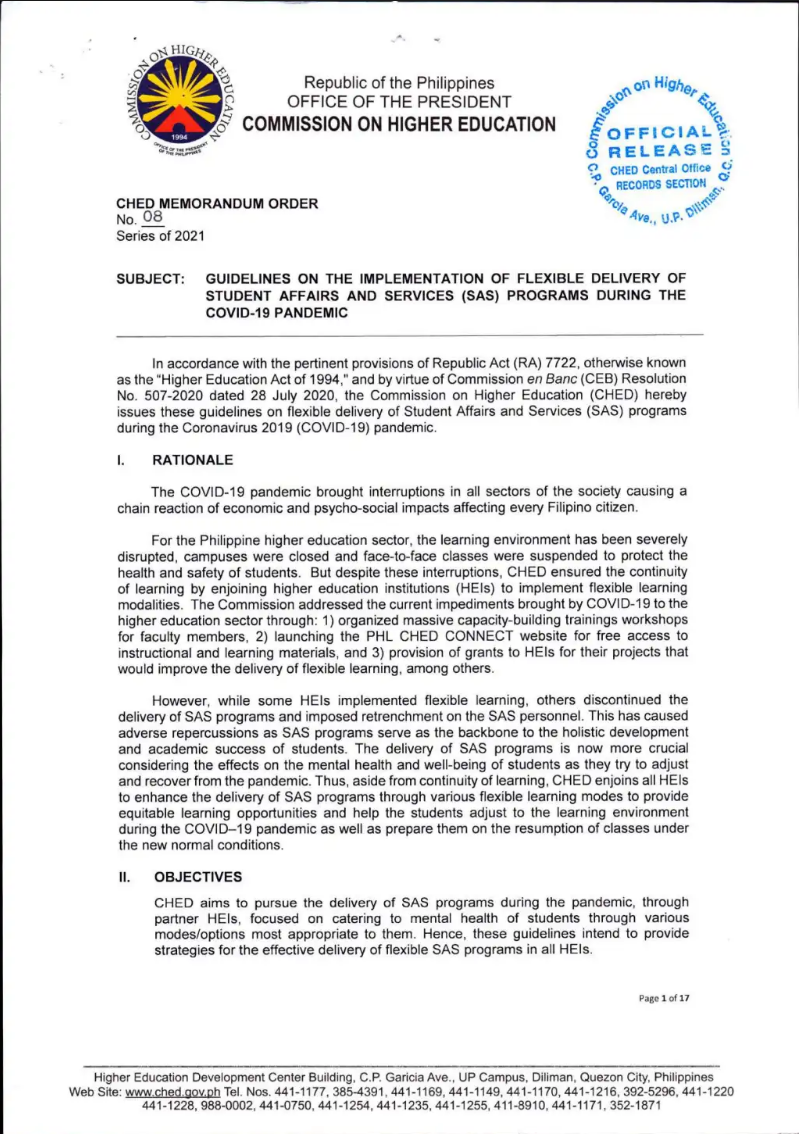 COMMISSION ON HIGHER EDUCATION
1994
OFFICE OF THE PRESIDENT
OF THE PHILIPPINES
Republic of the Philippines
OFFICE OF THE PRESIDENT
COMMISSION ON HIGHER EDUCATION
Commission on Higher Education
OFFICIAL
RELEASE
CHED Central Office
RECORDS SECTION
C.P. Garcia Ave., U.P. Diliman, Q.C.
CHED MEMORANDUM ORDER
No. 08
Series of 2021
SUBJECT: GUIDELINES ON THE IMPLEMENTATION OF FLEXIBLE DELIVERY OF
STUDENT AFFAIRS AND SERVICES (SAS) PROGRAMS DURING THE
COVID-19 PANDEMIC
In accordance with the pertinent provisions of Republic Act (RA) 7722, otherwise known
as the "Higher Education Act of 1994," and by virtue of Commission en Banc (CEB) Resolution
No. 507-2020 dated 28 July 2020, the Commission on Higher Education (CHED) hereby
issues these guidelines on flexible delivery of Student Affairs and Services (SAS) programs
during the Coronavirus 2019 (COVID-19) pandemic.
I. RATIONALE
The COVID-19 pandemic brought interruptions in all sectors of the society causing a
chain reaction of economic and psycho-social impacts affecting every Filipino citizen.
For the Philippine higher education sector, the learning environment has been severely
disrupted, campuses were closed and face-to-face classes were suspended to protect the
health and safety of students. But despite these interruptions, CHED ensured the continuity
of learning by enjoining higher education institutions (HEIs) to implement flexible learning
modalities. The Commission addressed the current impediments brought by COVID-19 to the
higher education sector through: 1) organized massive capacity-building trainings workshops
for faculty members, 2) launching the PHL CHED CONNECT website for free access to
instructional and learning materials, and 3) provision of grants to HEIs for their projects that
would improve the delivery of flexible learning, among others.
However, while some HEIs implemented flexible learning, others discontinued the
delivery of SAS programs and imposed retrenchment on the SAS personnel. This has caused
adverse repercussions as SAS programs serve as the backbone to the holistic development
and academic success of students. The delivery of SAS programs is now more crucial
considering the effects on the mental health and well-being of students as they try to adjust
and recover from the pandemic. Thus, aside from continuity of learning, CHED enjoins all HEIs
to enhance the delivery of SAS programs through various flexible learning modes to provide
equitable learning opportunities and help the students adjust to the learning environment
during the COVID–19 pandemic as well as prepare them on the resumption of classes under
the new normal conditions.
II. OBJECTIVES
CHED aims to pursue the delivery of SAS programs during the pandemic, through
partner HEIs, focused on catering to mental health of students through various
modes/options most appropriate to them. Hence, these guidelines intend to provide
strategies for the effective delivery of flexible SAS programs in all HEIs.
Page 1 of 17
Higher Education Development Center Building, C.P. Garicia Ave., UP Campus, Diliman, Quezon City, Philippines
Web Site: www.ched.gov.ph Tel. Nos. 441-1177, 385-4391, 441-1169, 441-1149, 441-1170, 441-1216, 392-5296, 441-1220
441-1228, 988-0002, 441-0750, 441-1254, 441-1235, 441-1255, 411-8910, 441-1171, 352-1871